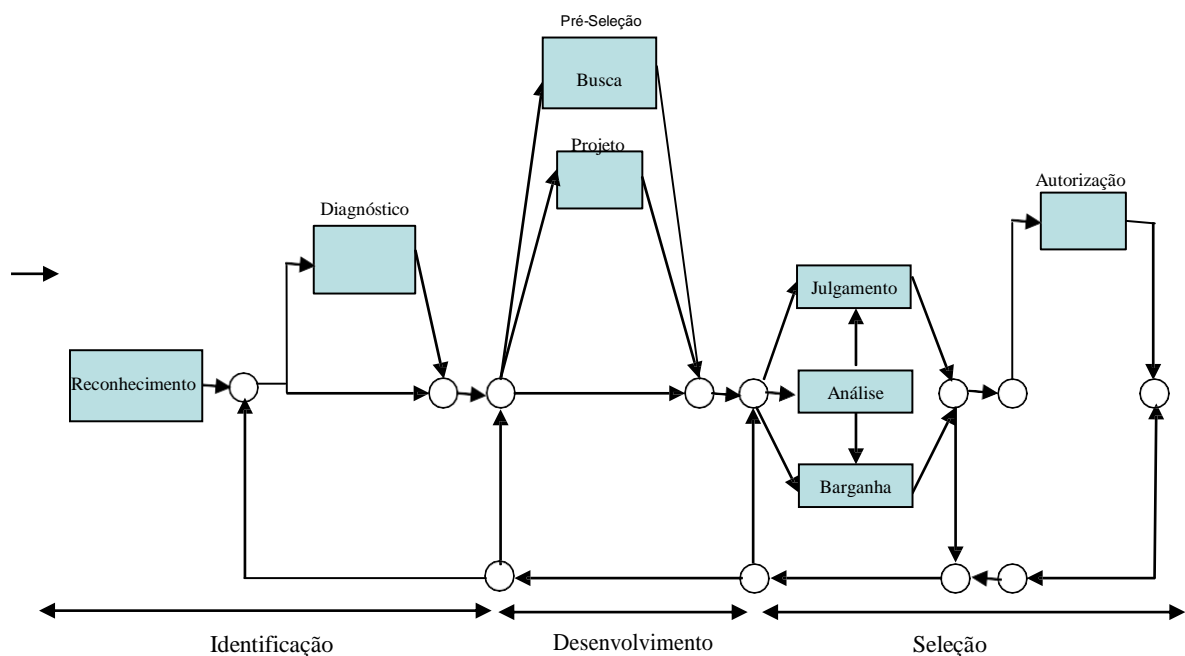 Pré-Seleção
Busca
Projeto
Autorização
Diagnóstico
Julgamento
Reconhecimento
Análise
Barganha
Identificação
Desenvolvimento
Seleção